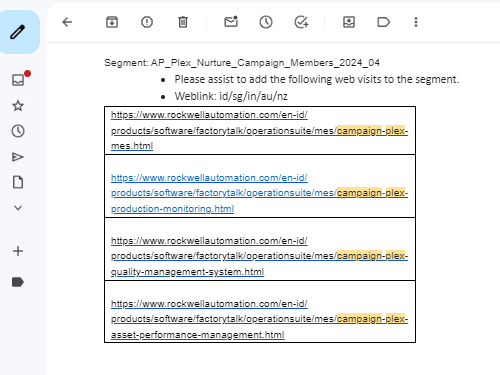 Segment: AP_Plex_Nurture_Campaign_Members_2024_04
• Please assist to add the following web visits to the segment.
• Weblink: id/sg/in/au/nz
https://www.rockwellautomation.com/en-id/
products/software/factorytalk/operationsuite/mes/campaign-plex-
mes.html
https://www.rockwellautomation.com/en-id/
products/software/factorytalk/operationsuite/mes/campaign-plex-
production-monitoring.html
https://www.rockwellautomation.com/en-id/
products/software/factorytalk/operationsuite/mes/campaign-plex-
quality-management-system.html
https://www.rockwellautomation.com/en-id/
products/software/factorytalk/operationsuite/mes/campaign-plex-
asset-performance-management.html